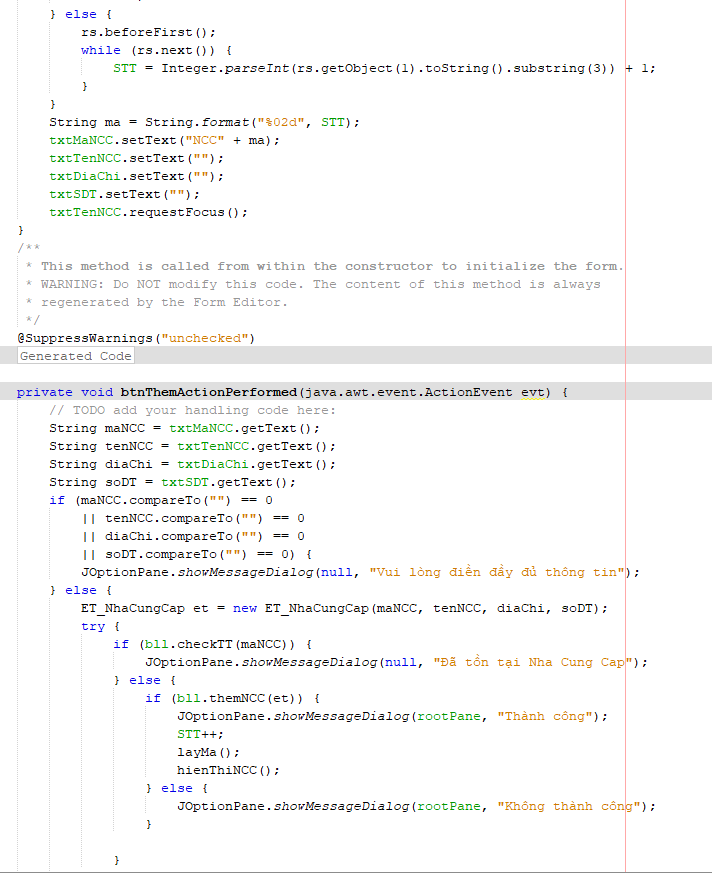 } else {
rs.beforeFirst();
while (rs.next()) {
STT = Integer.parseInt(rs.getObject(1).toString().substring(3)) + 1;
}
}
String ma = String.format("%02d", STT);
txtMaNCC.setText("NCC" + ma);
txtTenNCC.setText("");
txtDiaChi.setText("");
txtSDT.setText("");
txtTenNCC.requestFocus();
}
/**
* This method is called from within the constructor to initialize the form.
* WARNING: Do NOT modify this code. The content of this method is always
* regenerated by the Form Editor.
*/
@SuppressWarnings("unchecked")
Generated Code
private void btnThemActionPerformed(java.awt.event.ActionEvent evt) {
// TODO add your handling code here:
String maNCC = txtMaNCC.getText();
String tenNCC = txtTenNCC.getText();
String diaChi = txtDiaChi.getText();
String soDT = txtSDT.getText();
if (maNCC.compareTo("") == 0
|| tenNCC.compareTo("") == 0
|| diaChi.compareTo("") == 0
|| soDT.compareTo("") == 0) {
JOptionPane.showMessageDialog(null, "Vui lòng điền đầy đủ thông tin");
} else {
ET_NhaCungCap et = new ET_NhaCungCap(maNCC, tenNCC, diaChi, soDT);
try {
if (bll.checkTT(maNCC)) {
JOptionPane.showMessageDialog(null, "Đã tồn tại Nha Cung Cap");
} else {
if (bll.themNCC(et)) {
JOptionPane.showMessageDialog(rootPane, "Thành công");
STT++;
layMa();
hienThiNCC();
} else {
JOptionPane.showMessageDialog(rootPane, "Không thành công");
}
}